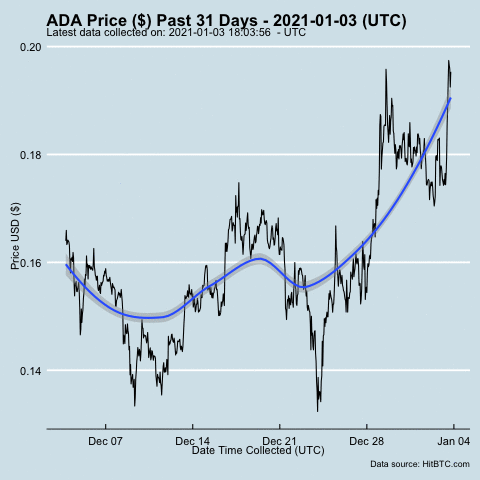 ADA Price ($) Past 31 Days - 2021-01-03 (UTC)
Latest data collected on: 2021-01-03 18:03:56 - UTC
0.20
0.18
0.16
0.14
Price USD ($)
Dec 07 Dec 14 Dec 21 Dec 28 Jan 04
Date Time Collected (UTC)
Data source: HitBTC.com